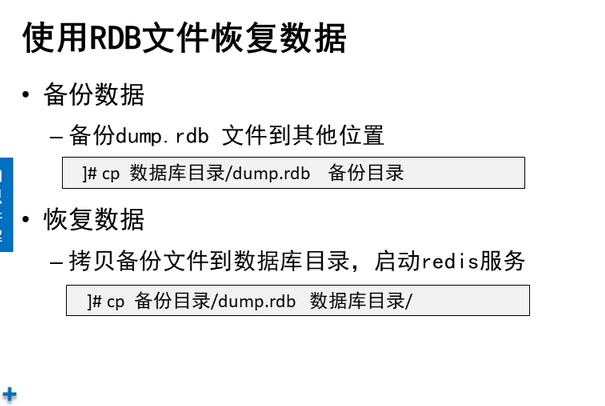 使用RDB文件恢复数据
• 备份数据
– 备份dump.rdb 文件到其他位置
]# cp 数据库目录/dump.rdb 备份目录
• 恢复数据
– 拷贝备份文件到数据库目录，启动redis服务
]# cp 备份目录/dump.rdb 数据库目录/